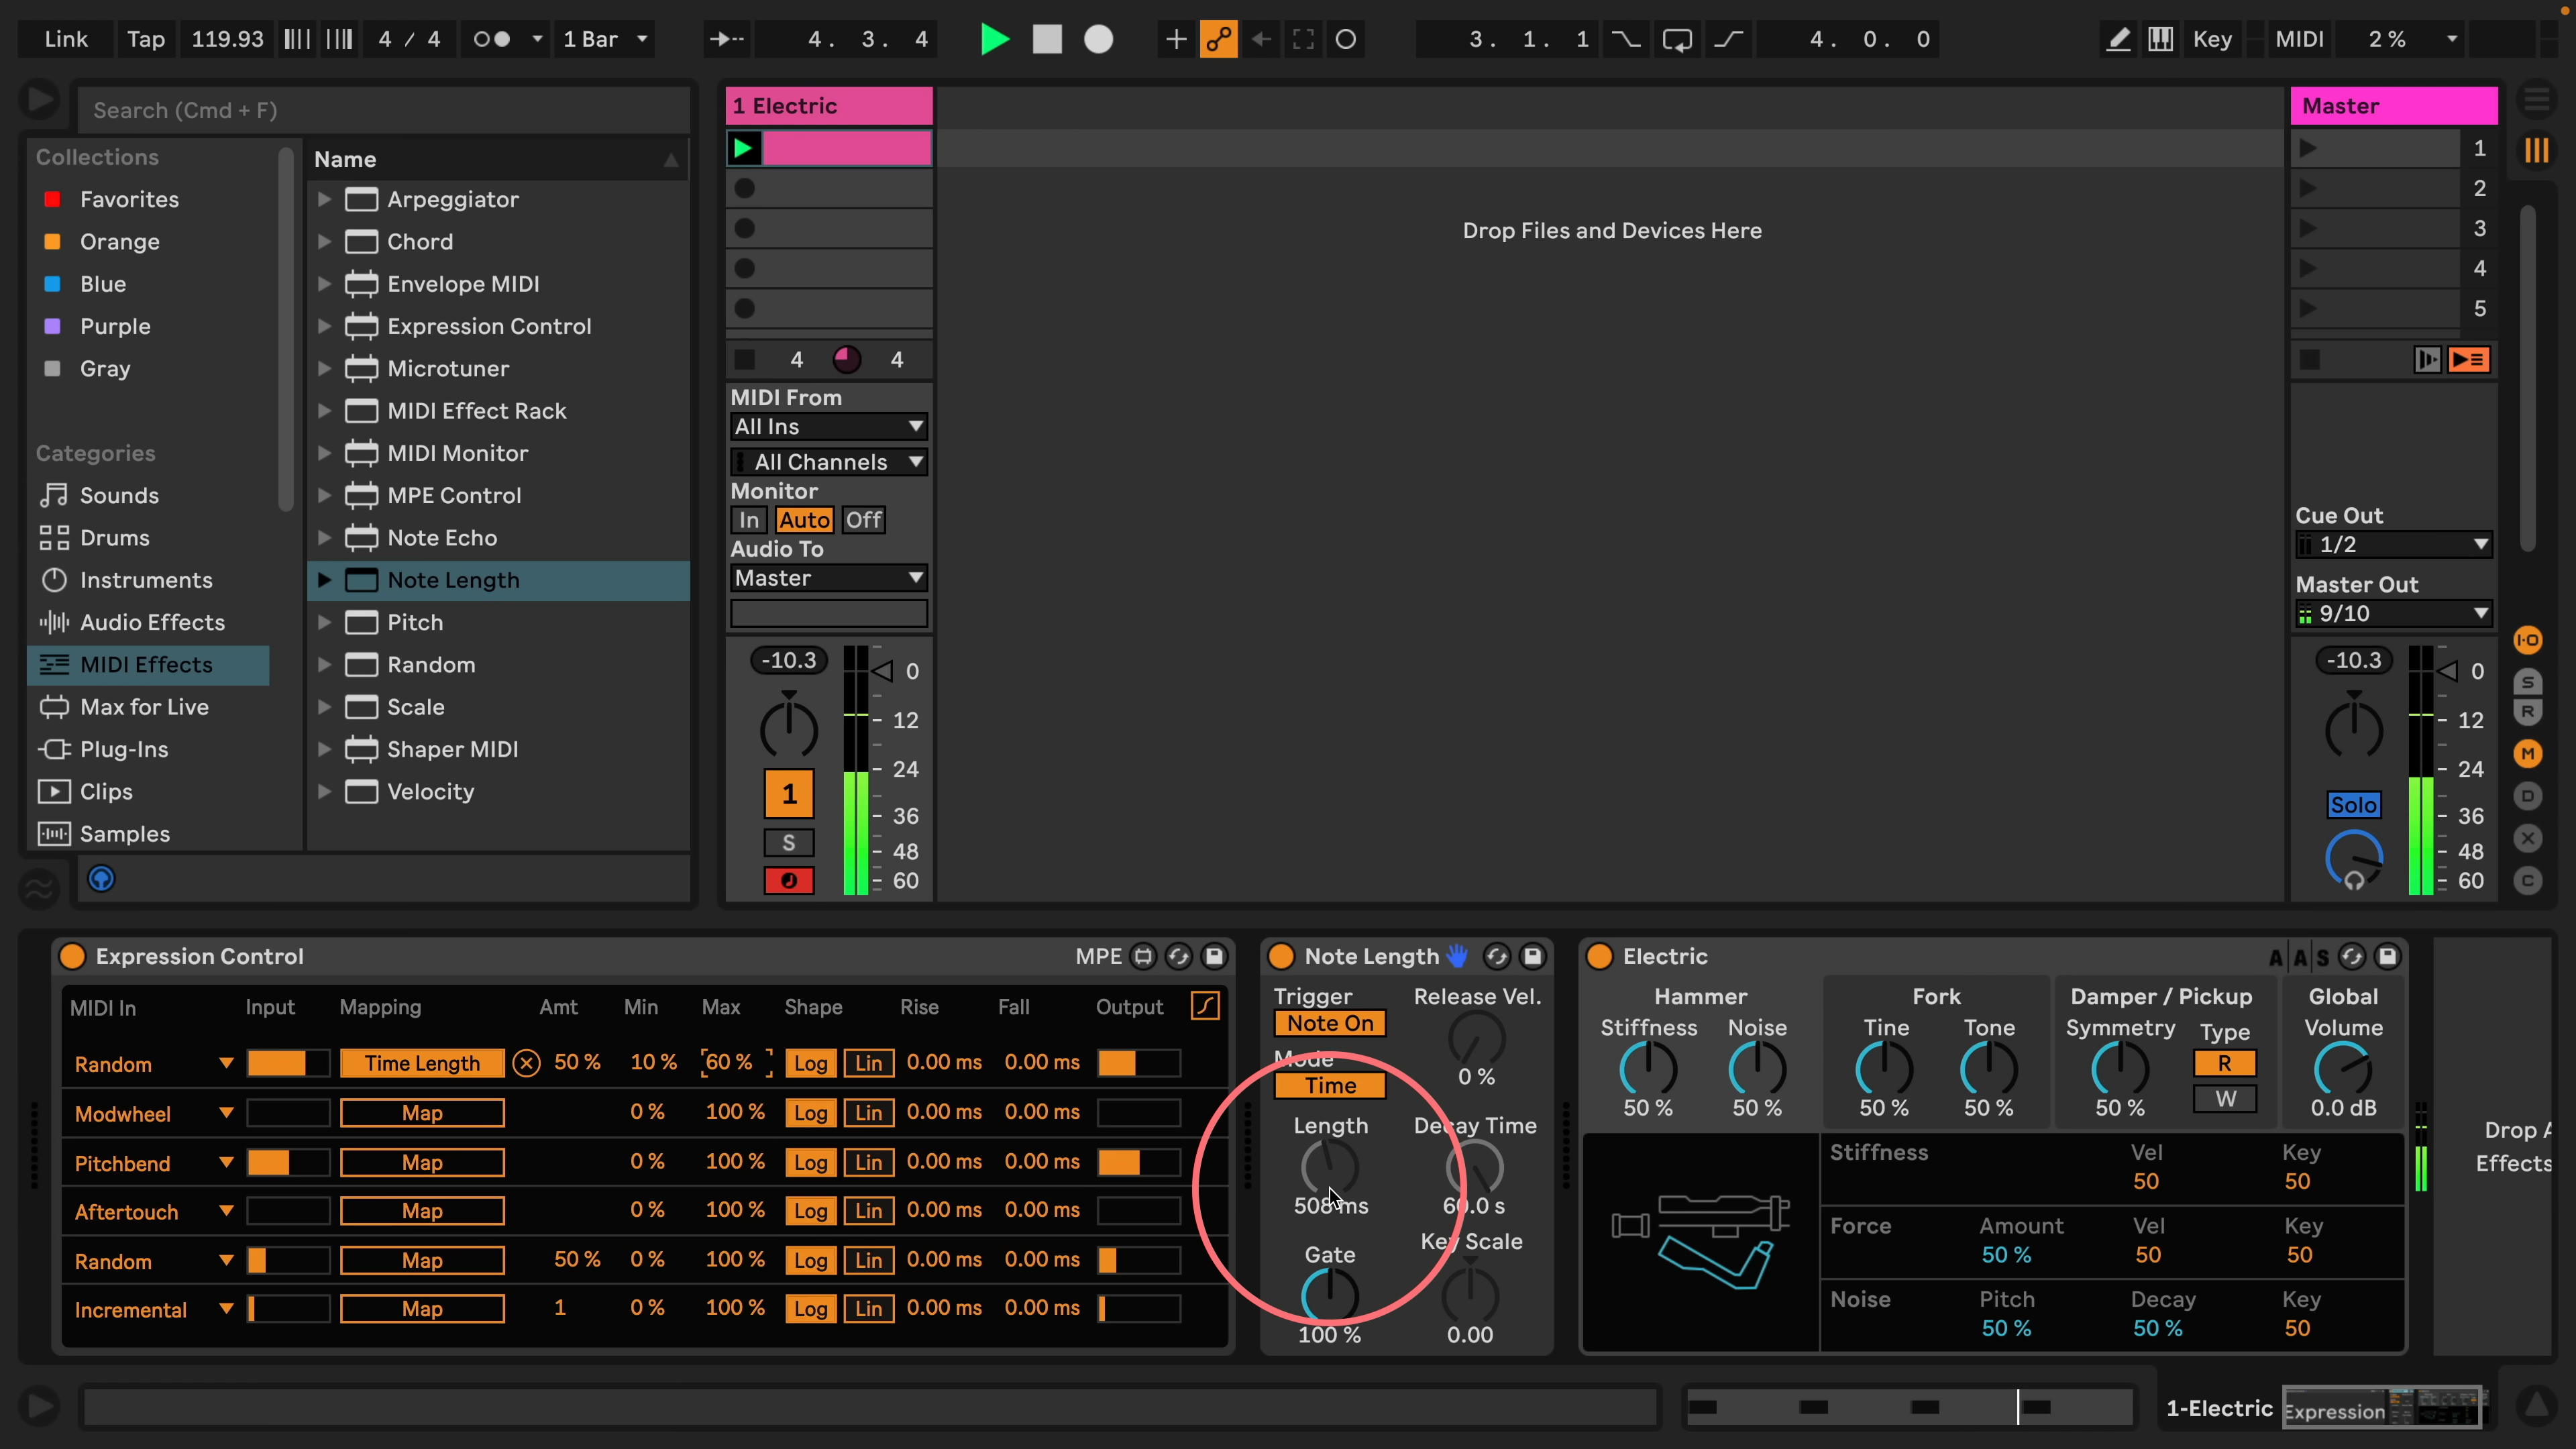 Link Tap 119.93 4 / 4 1 Bar 4. 3. 4 3. 1. 1 4. 0. 0 Key MIDI 2 %
Search (Cmd + F)
Collections
Favorites
Orange
Blue
Purple
Gray
Categories
Sounds
Drums
Instruments
Audio Effects
MIDI Effects
Max for Live
Plug-Ins
Clips
Samples
Name
Arpeggiator
Chord
Envelope MIDI
Expression Control
Microtuner
MIDI Effect Rack
MIDI Monitor
MPE Control
Note Echo
Note Length
Pitch
Random
Scale
Shaper MIDI
Velocity
1 Electric
4 4
MIDI From
All Ins
All Channels
Monitor
In Auto Off
Audio To
Master
-10.3 0
12
24
1
36
S
48
60
Drop Files and Devices Here
Master
1
2
3
4
5
Cue Out
1/2
Master Out
9/10
-10.3 0
12
24
Solo
36
48
60
I·O
S
R
M
D
X
C
Expression Control MPE
MIDI In Input Mapping Amt Min Max Shape Rise Fall Output
Random Time Length 50 % 10 % 60 % Log Lin 0.00 ms 0.00 ms
Modwheel Map 0 % 100 % Log Lin 0.00 ms 0.00 ms
Pitchbend Map 0 % 100 % Log Lin 0.00 ms 0.00 ms
Aftertouch Map 0 % 100 % Log Lin 0.00 ms 0.00 ms
Random Map 50 % 0 % 100 % Log Lin 0.00 ms 0.00 ms
Incremental Map 1 0 % 100 % Log Lin 0.00 ms 0.00 ms
Note Length
Trigger Release Vel.
Note On
Mode
0 %
Time
Length Decay Time
508 ms 60.0 s
Gate Key Scale
100 % 0.00
Electric A A S
Hammer Fork Damper / Pickup Global
Stiffness Noise Tine Tone Symmetry Type Volume
R
W
50 % 50 % 50 % 50 % 50 % 0.0 dB
Stiffness Vel Key
50 50
Force Amount Vel Key
50 % 50 50
Noise Pitch Decay Key
50 % 50 % 50
Drop A
Effects
1-Electric Expression